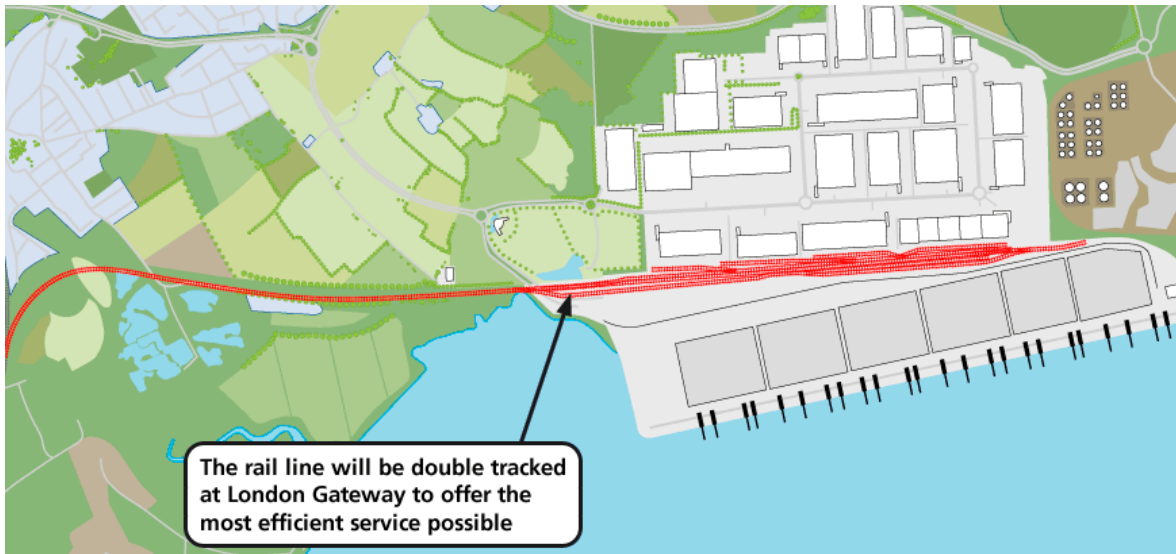 The rail line will be double tracked
at London Gateway to offer the
most efficient service possible